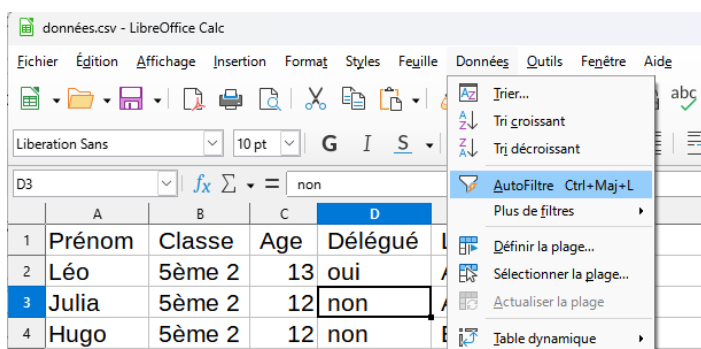 données.csv - LibreOffice Calc
Fichier Édition Affichage Insertion Format Styles Feuille Données Outils Fenêtre Aide
Trier...
abç
Tri croissant
Liberation Sans 10 pt G I S
Tri décroissant
D3 fx Σ = non
AutoFiltre Ctrl+Maj+L
A B C D
Plus de filtres
1 Prénom Classe Age Délégué L
Définir la plage...
2 Léo 5ème 2 13 oui
Sélectionner la plage...
3 Julia 5ème 2 12 non
Actualiser la plage
4 Hugo 5ème 2 12 non
Table dynamique